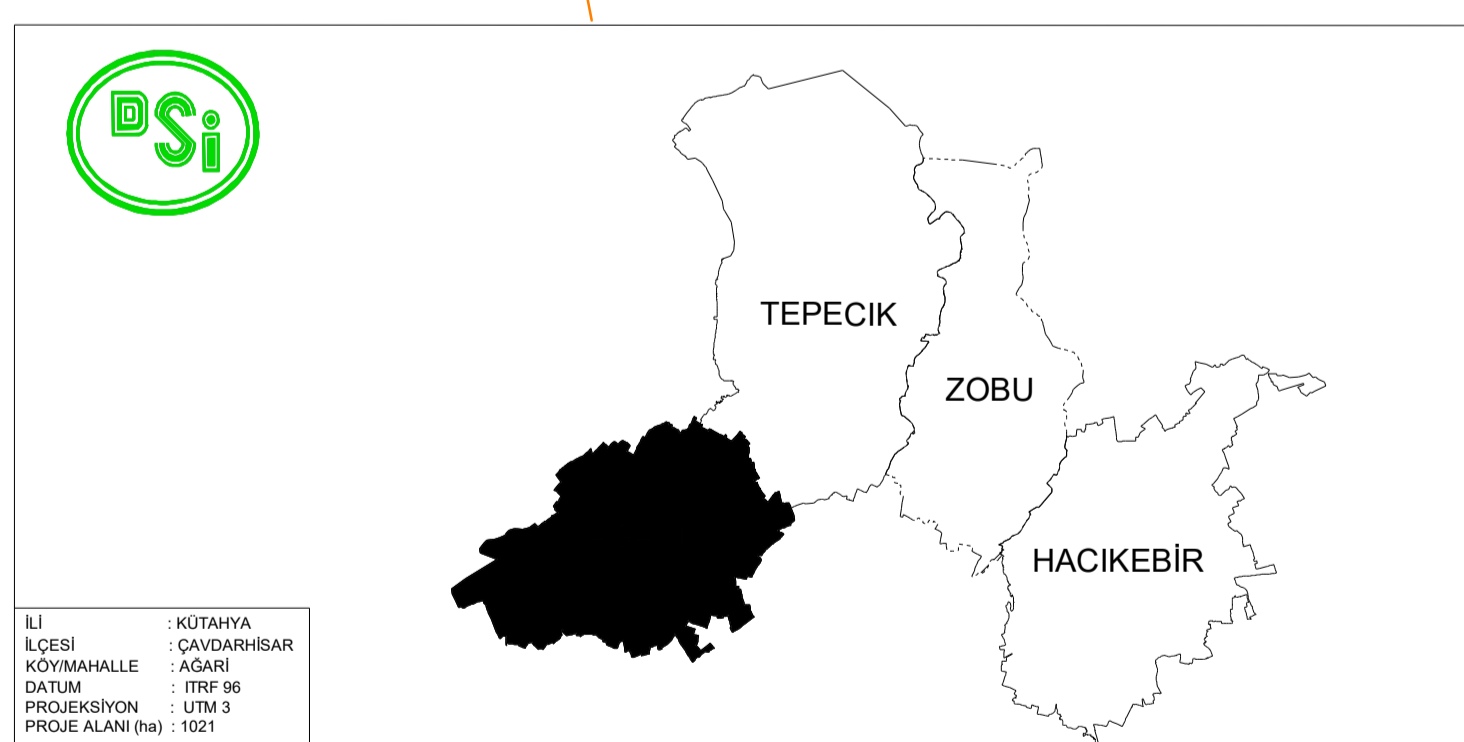 DSi
TEPECIK
ZOBU
HACIKEBİR
İLİ : KÜTAHYA
İLÇESİ : ÇAVDARHİSAR
KÖY/MAHALLE : AĞARİ
DATUM : ITRF 96
PROJEKSİYON : UTM 3
PROJE ALANI (ha) : 1021